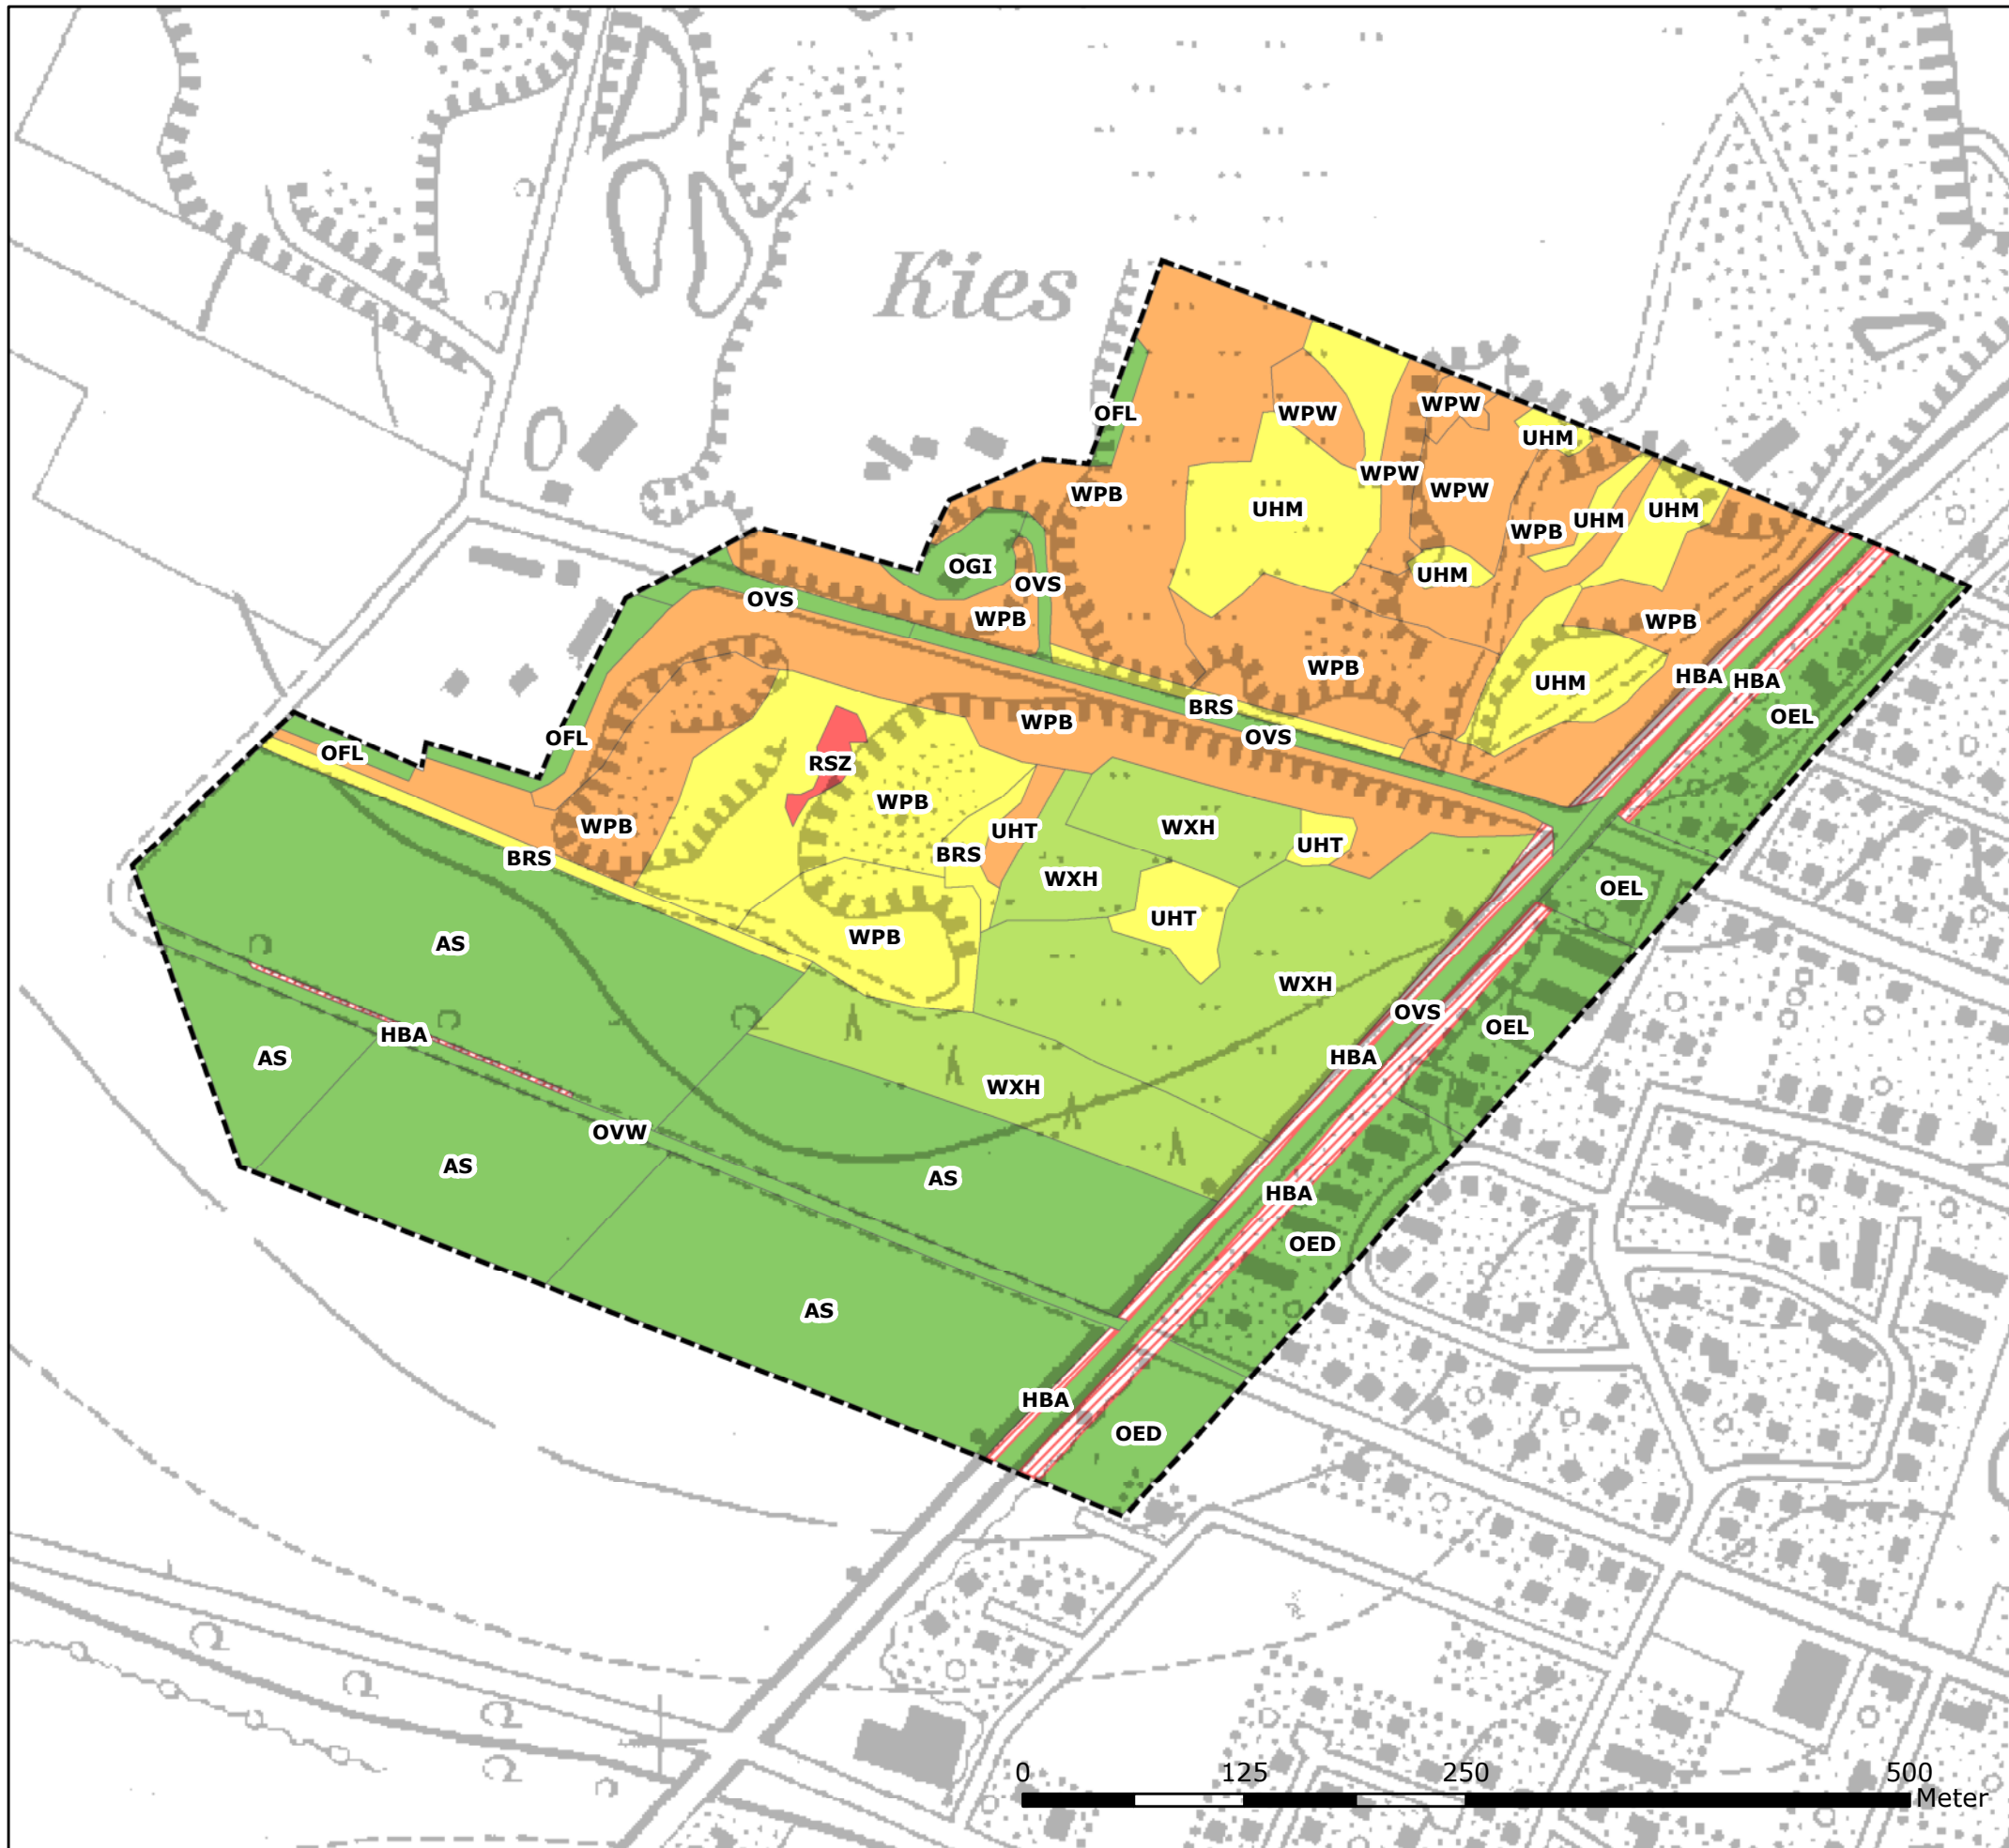 Kies
WPW
OFL
WPW
UHM
WPW
WPW
WPB
UHM
UHM
UHM
WPB
OGI
UHM
OVS
OVS
WPB
WPB
WPB
HBA
HBA
UHM
BRS
OEL
WPB
OFL
OVS
OFL
RSZ
WPB
WPB
WXH
UHT
UHT
BRS
BRS
WXH
OEL
UHT
WPB
AS
WXH
OVS
OEL
HBA
HBA
AS
WXH
OVW
AS
AS
HBA
OED
AS
HBA
OED
0 125 250 500
Meter